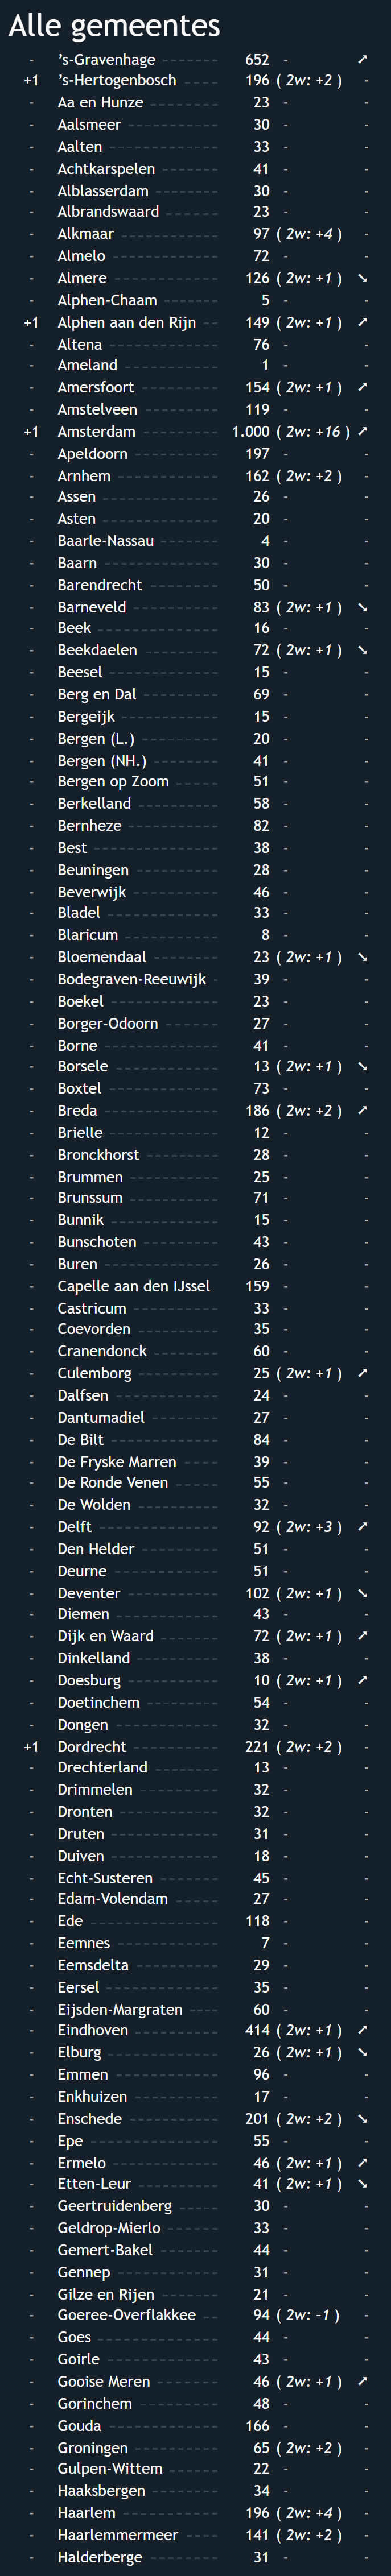 Alle gemeentes
- ’s-Gravenhage 652 - ➚
+1 ’s-Hertogenbosch 196 ( 2w: +2 ) -
- Aa en Hunze 23 - -
- Aalsmeer 30 - -
- Aalten 33 - -
- Achtkarspelen 41 - -
- Alblasserdam 30 - -
- Albrandswaard 23 - -
- Alkmaar 97 ( 2w: +4 ) -
- Almelo 72 - -
- Almere 126 ( 2w: +1 ) ➘
- Alphen-Chaam 5 - -
+1 Alphen aan den Rijn 149 ( 2w: +1 ) ➚
- Altena 76 - -
- Ameland 1 - -
- Amersfoort 154 ( 2w: +1 ) ➚
- Amstelveen 119 - -
+1 Amsterdam 1.000 ( 2w: +16 ) ➚
- Apeldoorn 197 - -
- Arnhem 162 ( 2w: +2 ) -
- Assen 26 - -
- Asten 20 - -
- Baarle-Nassau 4 - -
- Baarn 30 - -
- Barendrecht 50 - -
- Barneveld 83 ( 2w: +1 ) ➘
- Beek 16 - -
- Beekdaelen 72 ( 2w: +1 ) ➘
- Beesel 15 - -
- Berg en Dal 69 - -
- Bergeijk 15 - -
- Bergen (L.) 20 - -
- Bergen (NH.) 41 - -
- Bergen op Zoom 51 - -
- Berkelland 58 - -
- Bernheze 82 - -
- Best 38 - -
- Beuningen 28 - -
- Beverwijk 46 - -
- Bladel 33 - -
- Blaricum 8 - -
- Bloemendaal 23 ( 2w: +1 ) ➘
- Bodegraven-Reeuwijk 39 - -
- Boekel 23 - -
- Borger-Odoorn 27 - -
- Borne 41 - -
- Borsele 13 ( 2w: +1 ) ➘
- Boxtel 73 - -
- Breda 186 ( 2w: +2 ) ➚
- Brielle 12 - -
- Bronckhorst 28 - -
- Brummen 25 - -
- Brunssum 71 - -
- Bunnik 15 - -
- Bunschoten 43 - -
- Buren 26 - -
- Capelle aan den IJssel 159 - -
- Castricum 33 - -
- Coevorden 35 - -
- Cranendonck 60 - -
- Culemborg 25 ( 2w: +1 ) ➚
- Dalfsen 24 - -
- Dantumadiel 27 - -
- De Bilt 84 - -
- De Fryske Marren 39 - -
- De Ronde Venen 55 - -
- De Wolden 32 - -
- Delft 92 ( 2w: +3 ) ➚
- Den Helder 51 - -
- Deurne 51 - -
- Deventer 102 ( 2w: +1 ) ➘
- Diemen 43 - -
- Dijk en Waard 72 ( 2w: +1 ) ➚
- Dinkelland 38 - -
- Doesburg 10 ( 2w: +1 ) ➚
- Doetinchem 54 - -
- Dongen 32 - -
+1 Dordrecht 221 ( 2w: +2 ) -
- Drechterland 13 - -
- Drimmelen 32 - -
- Dronten 32 - -
- Druten 31 - -
- Duiven 18 - -
- Echt-Susteren 45 - -
- Edam-Volendam 27 - -
- Ede 118 - -
- Eemnes 7 - -
- Eemsdelta 29 - -
- Eersel 35 - -
- Eijsden-Margraten 60 - -
- Eindhoven 414 ( 2w: +1 ) ➚
- Elburg 26 ( 2w: +1 ) ➘
- Emmen 96 - -
- Enkhuizen 17 - -
- Enschede 201 ( 2w: +2 ) ➘
- Epe 55 - -
- Ermelo 46 ( 2w: +1 ) ➚
- Etten-Leur 41 ( 2w: +1 ) ➘
- Geertruidenberg 30 - -
- Geldrop-Mierlo 33 - -
- Gemert-Bakel 44 - -
- Gennep 31 - -
- Gilze en Rijen 21 - -
- Goeree-Overflakkee 94 ( 2w: -1 ) -
- Goes 44 - -
- Goirle 43 - -
- Gooise Meren 46 ( 2w: +1 ) ➚
- Gorinchem 48 - -
- Gouda 166 - -
- Groningen 65 ( 2w: +2 ) -
- Gulpen-Wittem 22 - -
- Haaksbergen 34 - -
- Haarlem 196 ( 2w: +4 ) -
- Haarlemmermeer 141 ( 2w: +2 ) -
- Halderberge 31 - -